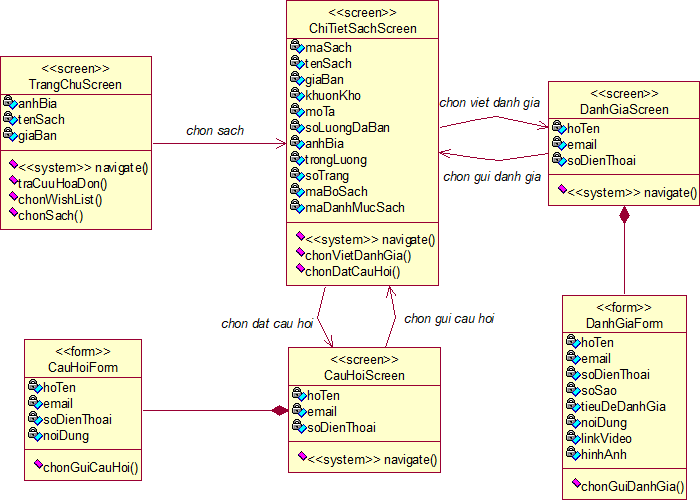 <<screen>>
TrangChuScreen
anhBia
tenSach
giaBan
<<system>> navigate()
traCuuHoaDon()
chonWishList()
chonSach()
chon sach
<<screen>>
ChiTietSachScreen
maSach
tenSach
giaBan
khuonKho
moTa
soLuongDaBan
anhBia
trongLuong
soTrang
maBoSach
maDanhMucSach
<<system>> navigate()
chonVietDanhGia()
chonDatCauHoi()
chon viet danh gia
chon gui danh gia
<<screen>>
DanhGiaScreen
hoTen
email
soDienThoai
<<system>> navigate()
chon dat cau hoi
chon gui cau hoi
<<form>>
CauHoiForm
hoTen
email
soDienThoai
noiDung
chonGuiCauHoi()
<<screen>>
CauHoiScreen
hoTen
email
soDienThoai
<<system>> navigate()
<<form>>
DanhGiaForm
hoTen
email
soDienThoai
soSao
tieuDeDanhGia
noiDung
linkVideo
hinhAnh
chonGuiDanhGia()